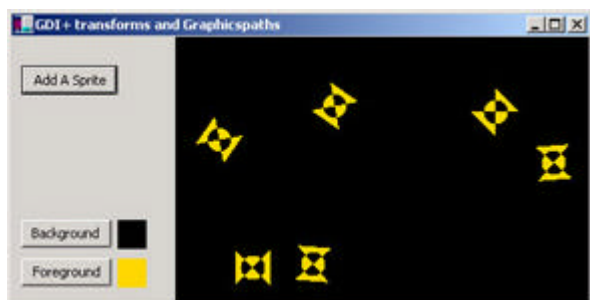 GDI+ transforms and Graphicspaths
Add A Sprite
Background
Foreground